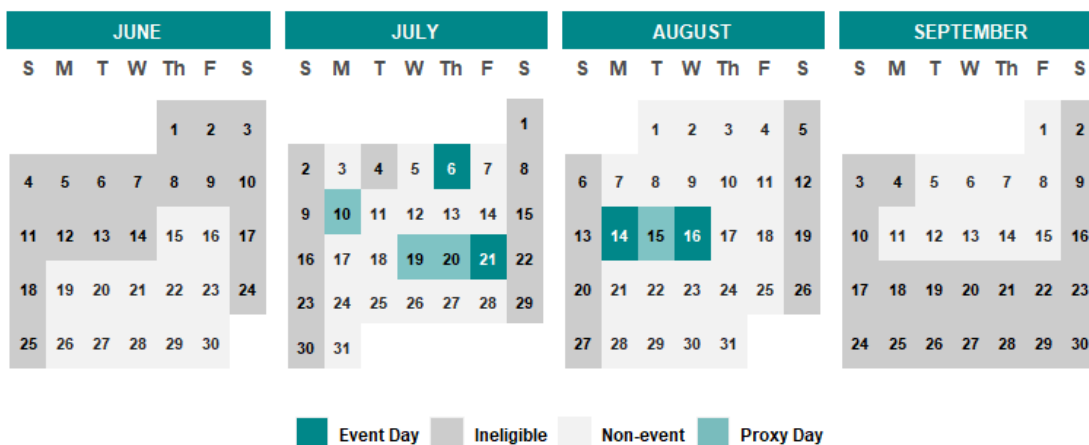 JUNE JULY AUGUST SEPTEMBER
S M T W Th F S S M T W Th F S S M T W Th F S S M T W Th F S
1 2 3 1 1 2 3 4 5 1 2
4 5 6 7 8 9 10 2 3 4 5 6 7 8 6 7 8 9 10 11 12 3 4 5 6 7 8 9
11 12 13 14 15 16 17 9 10 11 12 13 14 15 13 14 15 16 17 18 19 10 11 12 13 14 15 16
18 19 20 21 22 23 24 16 17 18 19 20 21 22 20 21 22 23 24 25 26 17 18 19 20 21 22 23
25 26 27 28 29 30 23 24 25 26 27 28 29 27 28 29 30 31 24 25 26 27 28 29 30
30 31
Event Day Ineligible Non-event Proxy Day